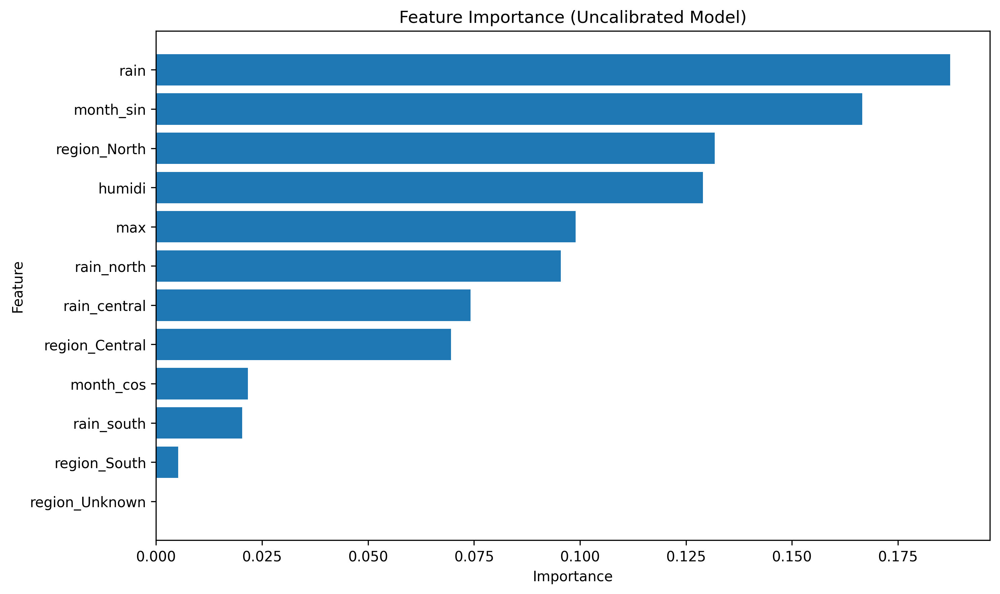 Feature Importance (Uncalibrated Model)
rain
month_sin
region_North
humidi
max
rain_north
rain_central
region_Central
month_cos
rain_south
region_South
region_Unknown
Feature
0.000 0.025 0.050 0.075 0.100 0.125 0.150 0.175
Importance